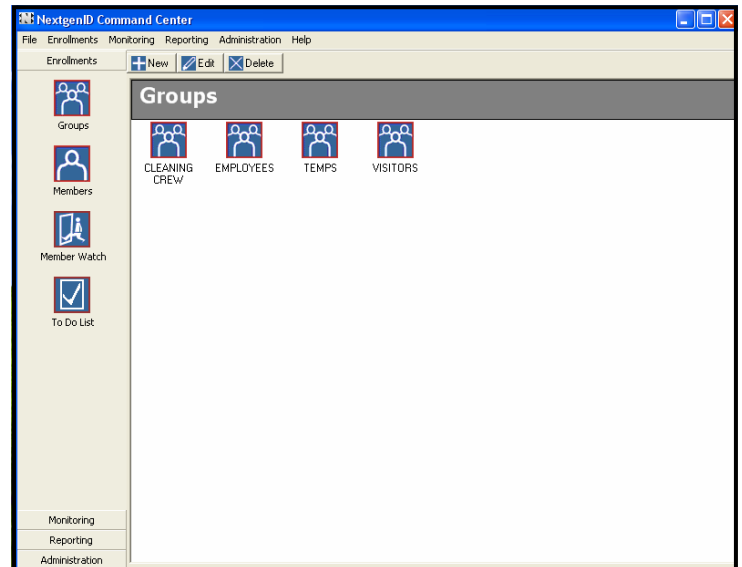 NextgenID Command Center
File Enrollments Monitoring Reporting Administration Help
Enrollments
New Edit Delete
Groups
Groups
CLEANING CREW
EMPLOYEES
TEMPS
VISITORS
Members
Member Watch
To Do List
Monitoring
Reporting
Administration